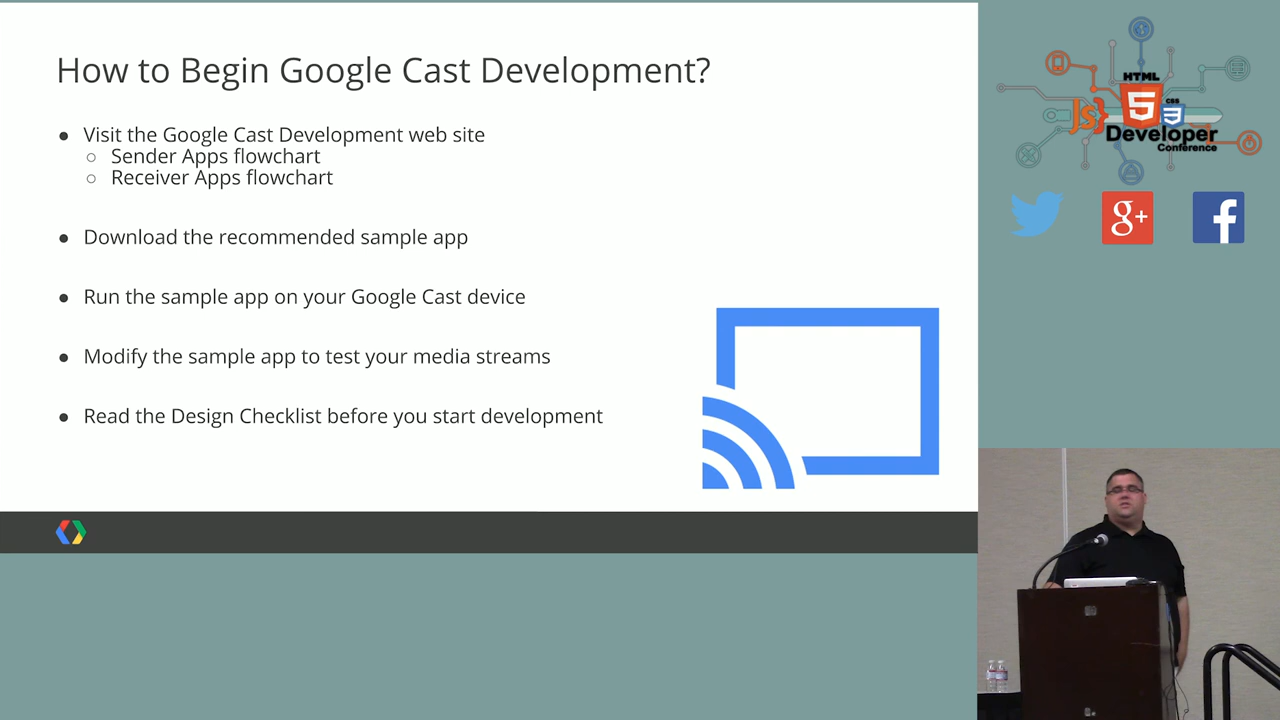 How to Begin Google Cast Development?
● Visit the Google Cast Development web site
○ Sender Apps flowchart
○ Receiver Apps flowchart
● Download the recommended sample app
● Run the sample app on your Google Cast device
● Modify the sample app to test your media streams
● Read the Design Checklist before you start development
HTML
5
CSS
3
JS}
Developer
Conference
g+
f